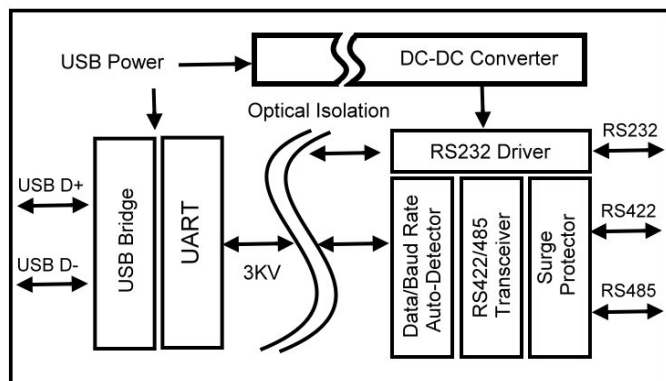 USB Power
DC-DC Converter
Optical Isolation
RS232 Driver
RS232
USB D+
USB D-
USB Bridge
UART
3KV
Data/Baud Rate
Auto-Detector
RS422/485
Transceiver
Surge
Protector
RS422
RS485